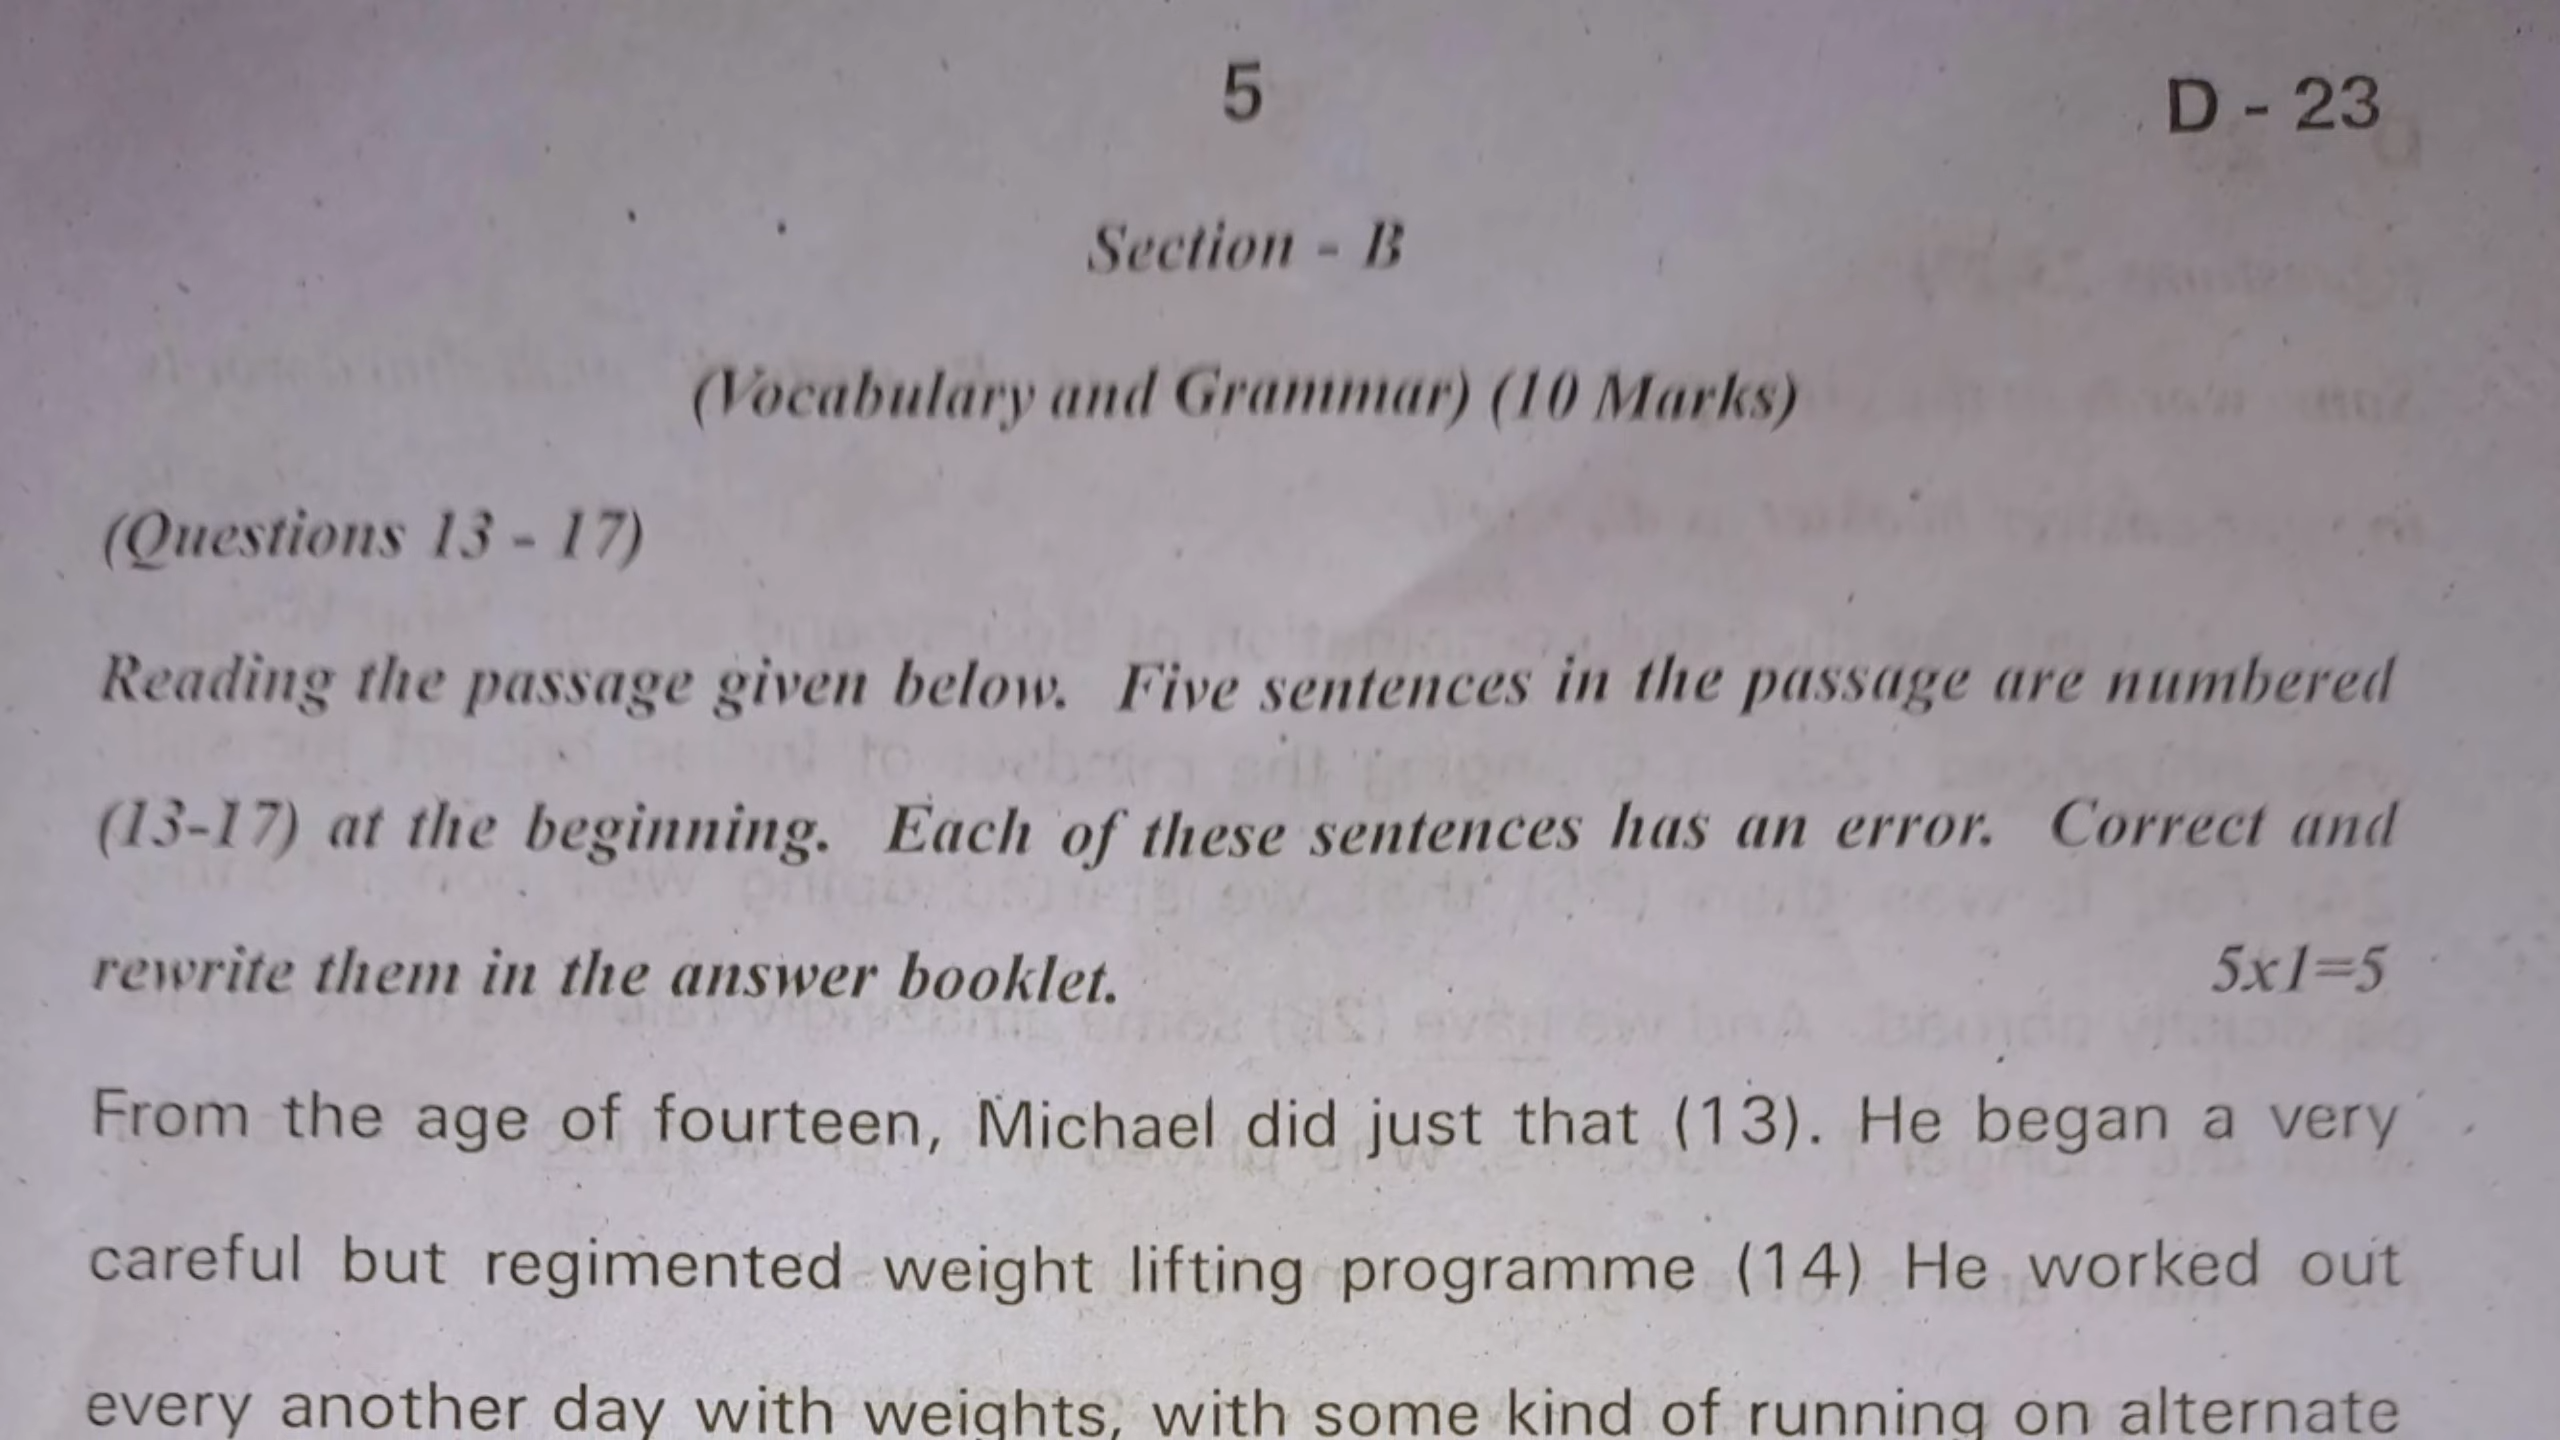 5
D - 23
Section - B
(Vocabulary and Grammar) (10 Marks)
(Questions 13 - 17)
Reading the passage given below. Five sentences in the passage are numbered
(13-17) at the beginning. Each of these sentences has an error. Correct and
rewrite them in the answer booklet. 5x1=5
From the age of fourteen, Michael did just that (13). He began a very
careful but regimented weight lifting programme (14) He worked out
every another day with weights, with some kind of running on alternate